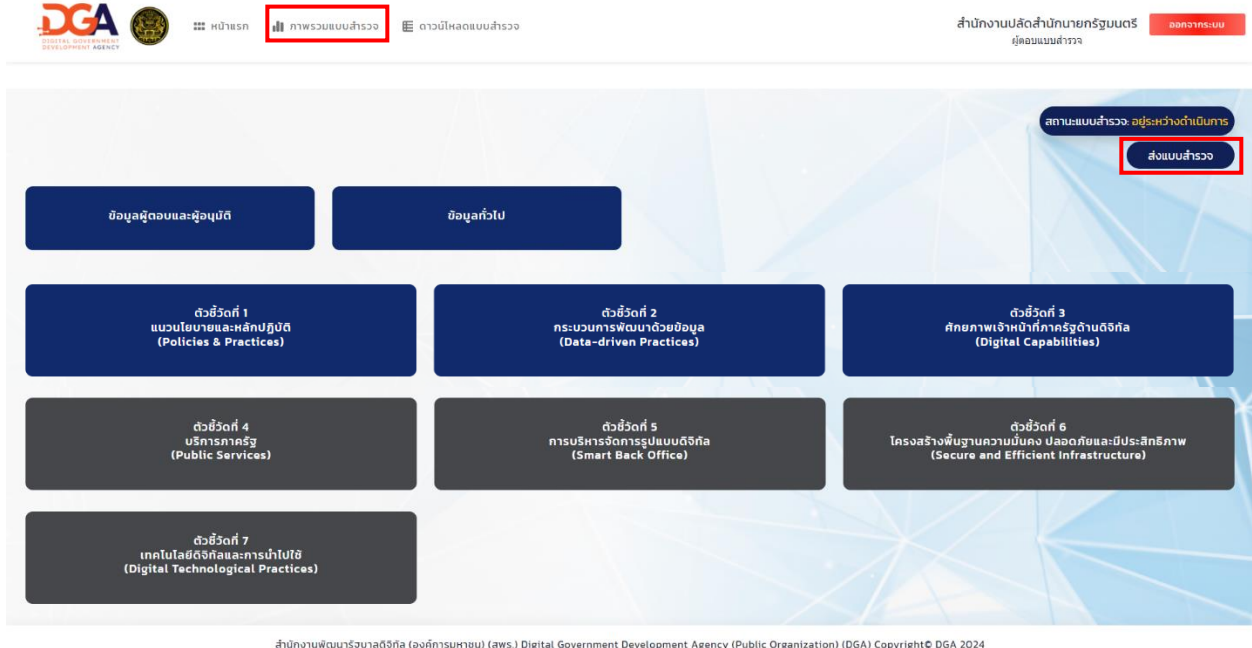 DGA
DIGITAL GOVERNMENT
DEVELOPMENT AGENCY
หน้าแรก
ภาพรวมแบบสำรวจ
ดาวน์โหลดแบบสำรวจ
สำนักงานปลัดสำนักนายกรัฐมนตรี
ผู้ตอบแบบสำรวจ
ออกจากระบบ
สถานะแบบสำรวจ: อยู่ระหว่างดำเนินการ
ส่งแบบสำรวจ
ข้อมูลผู้ตอบและผู้อนุมัติ
ข้อมูลทั่วไป
ตัวชี้วัดที่ 1
แนวนโยบายและหลักปฏิบัติ
(Policies & Practices)
ตัวชี้วัดที่ 2
กระบวนการพัฒนาด้วยข้อมูล
(Data-driven Practices)
ตัวชี้วัดที่ 3
ศักยภาพเจ้าหน้าที่ภาครัฐด้านดิจิทัล
(Digital Capabilities)
ตัวชี้วัดที่ 4
บริการภาครัฐ
(Public Services)
ตัวชี้วัดที่ 5
การบริหารจัดการรูปแบบดิจิทัล
(Smart Back Office)
ตัวชี้วัดที่ 6
โครงสร้างพื้นฐานความมั่นคง ปลอดภัยและมีประสิทธิภาพ
(Secure and Efficient Infrastructure)
ตัวชี้วัดที่ 7
เทคโนโลยีดิจิทัลและการนำไปใช้
(Digital Technological Practices)
สำนักงานพัฒนารัฐบาลดิจิทัล (องค์การมหาชน) (สพร.) Digital Government Development Agency (Public Organization) (DGA) Copyright© DGA 2024